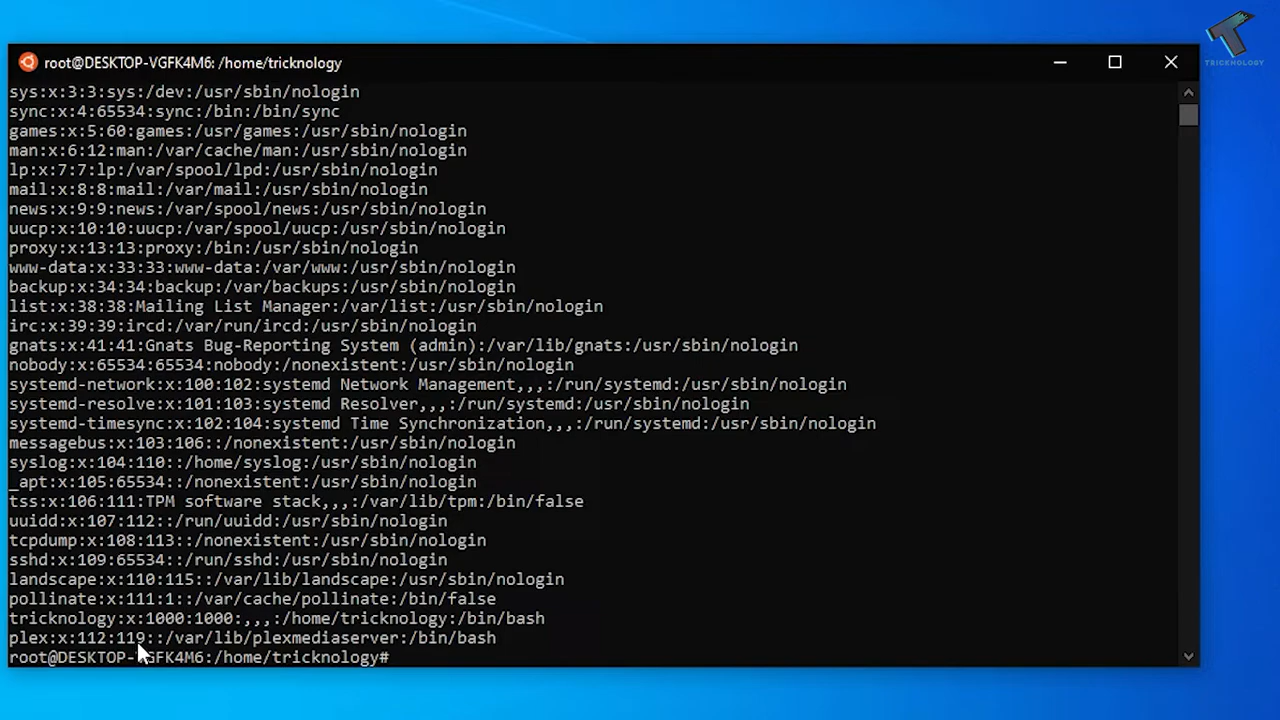 TRICKNOLOGY
root@DESKTOP-VGFK4M6: /home/tricknology
sys:x:3:3:sys:/dev:/usr/sbin/nologin
sync:x:4:65534:sync:/bin:/bin/sync
games:x:5:60:games:/usr/games:/usr/sbin/nologin
man:x:6:12:man:/var/cache/man:/usr/sbin/nologin
lp:x:7:7:lp:/var/spool/lpd:/usr/sbin/nologin
mail:x:8:8:mail:/var/mail:/usr/sbin/nologin
news:x:9:9:news:/var/spool/news:/usr/sbin/nologin
uucp:x:10:10:uucp:/var/spool/uucp:/usr/sbin/nologin
proxy:x:13:13:proxy:/bin:/usr/sbin/nologin
www-data:x:33:33:www-data:/var/www:/usr/sbin/nologin
backup:x:34:34:backup:/var/backups:/usr/sbin/nologin
list:x:38:38:Mailing List Manager:/var/list:/usr/sbin/nologin
irc:x:39:39:ircd:/var/run/ircd:/usr/sbin/nologin
gnats:x:41:41:Gnats Bug-Reporting System (admin):/var/lib/gnats:/usr/sbin/nologin
nobody:x:65534:65534:nobody:/nonexistent:/usr/sbin/nologin
systemd-network:x:100:102:systemd Network Management,,,:/run/systemd:/usr/sbin/nologin
systemd-resolve:x:101:103:systemd Resolver,,,:/run/systemd:/usr/sbin/nologin
systemd-timesync:x:102:104:systemd Time Synchronization,,,:/run/systemd:/usr/sbin/nologin
messagebus:x:103:106::/nonexistent:/usr/sbin/nologin
syslog:x:104:110::/home/syslog:/usr/sbin/nologin
_apt:x:105:65534::/nonexistent:/usr/sbin/nologin
tss:x:106:111:TPM software stack,,,:/var/lib/tpm:/bin/false
uuidd:x:107:112::/run/uuidd:/usr/sbin/nologin
tcpdump:x:108:113::/nonexistent:/usr/sbin/nologin
sshd:x:109:65534::/run/sshd:/usr/sbin/nologin
landscape:x:110:115::/var/lib/landscape:/usr/sbin/nologin
pollinate:x:111:1::/var/cache/pollinate:/bin/false
tricknology:x:1000:1000:,,,:/home/tricknology:/bin/bash
plex:x:112:119::/var/lib/plexmediaserver:/bin/bash
root@DESKTOP-VGFK4M6:/home/tricknology#